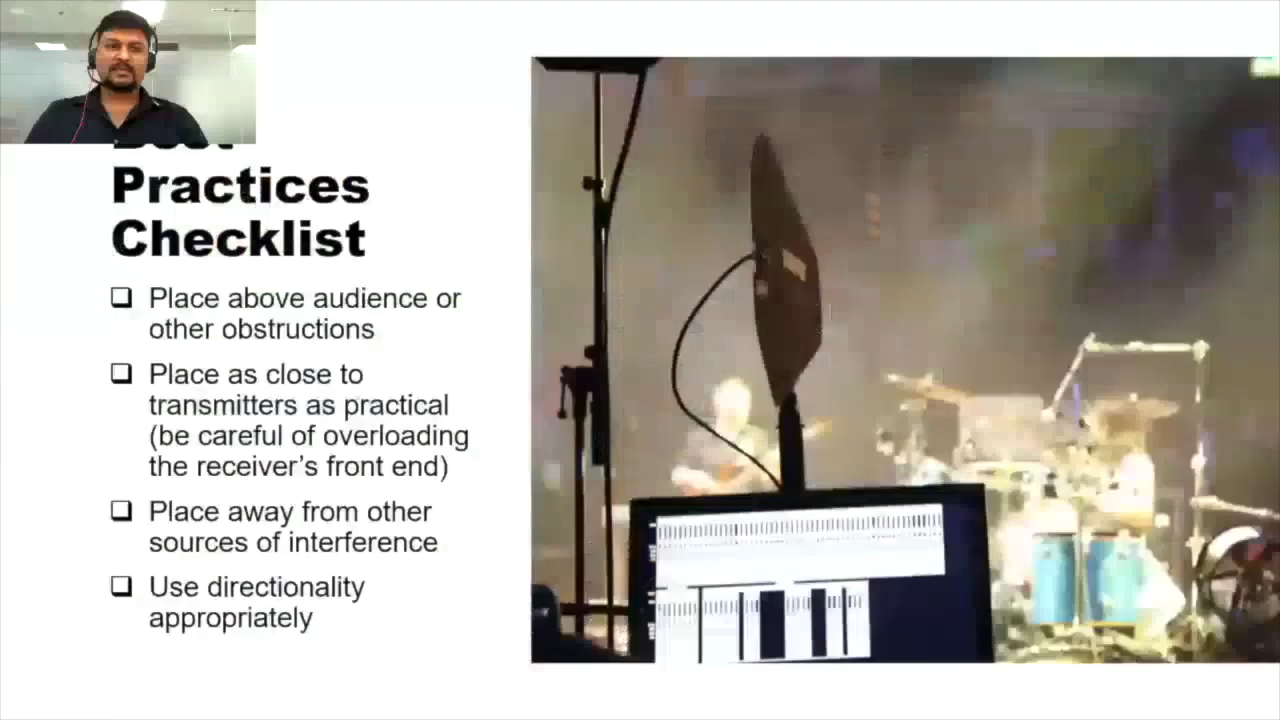 Practices
Checklist
❑ Place above audience or
other obstructions
❑ Place as close to
transmitters as practical
(be careful of overloading
the receiver's front end)
❑ Place away from other
sources of interference
❑ Use directionality
appropriately